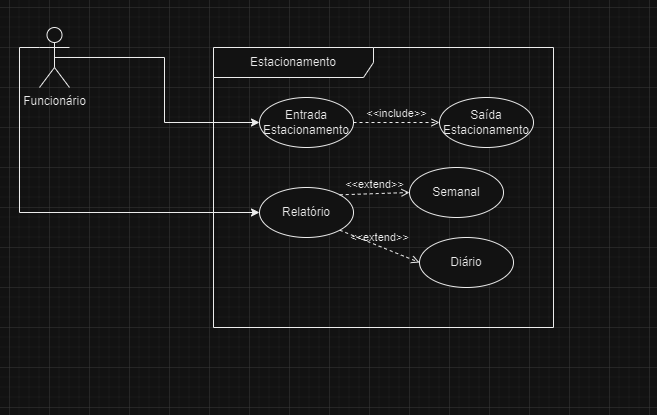 Estacionamento
Funcionário
Entrada
Estacionamento
<<include>>
Saída
Estacionamento
<<extend>>
Semanal
Relatório
<<extend>>
Diário